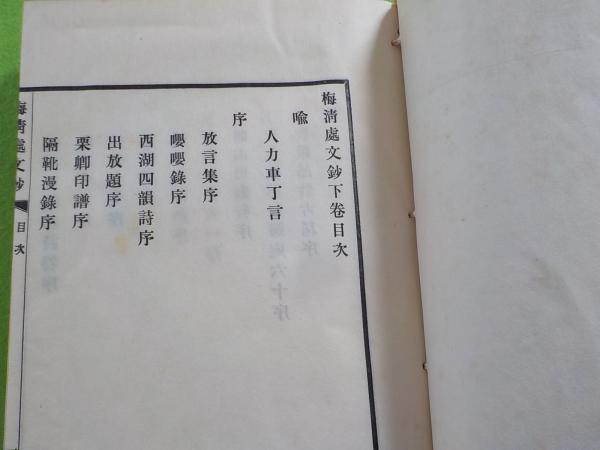 梅清處文鈔下卷目次
喩
人力車丁言
序
放言集序
嚶嚶錄序
西湖四韻詩序
出放題序
栗卿印譜序
隔靴漫錄序
梅清處文鈔
目次